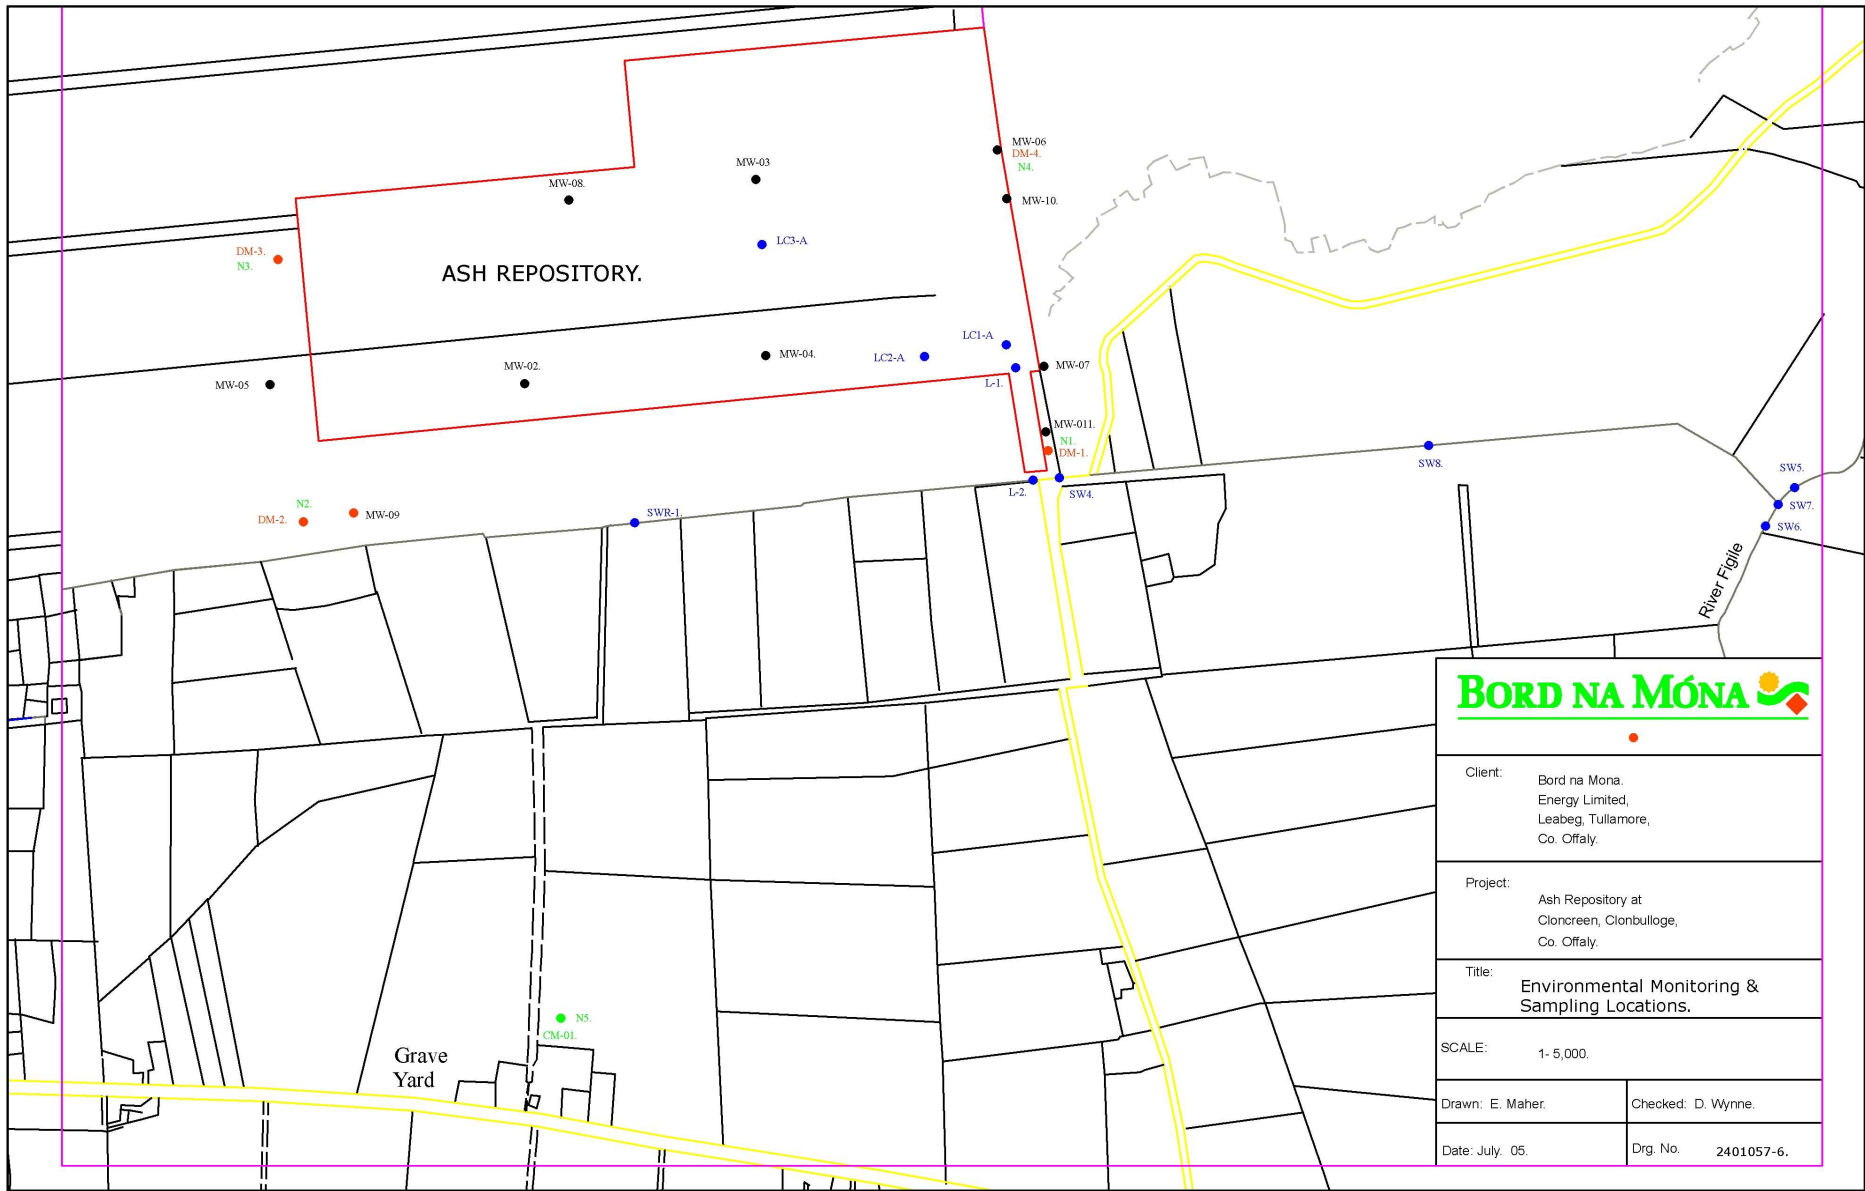 MW-06
DM-4.
N4.
MW-03
MW-08.
MW-10.
LC3-A
DM-3.
N3.
ASH REPOSITORY.
LC1-A
LC2-A
MW-04.
MW-02.
MW-05
MW-07
L-1.
MW-011.
N1.
DM-1.
SW8.
SW5.
L-2.
SW4.
SW7.
N2.
DM-2.
MW-09
SWR-1.
SW6.
River Figile
BORD NA MÓNA
Client:
Bord na Mona.
Energy Limited,
Leabeg, Tullamore,
Co. Offaly.
Project:
Ash Repository at
Cloncreen, Clonbulloge,
Co. Offaly.
Title:
Environmental Monitoring &
Sampling Locations.
N5.
CM-01.
Grave
Yard
SCALE: 1- 5,000.
Drawn: E. Maher. Checked: D. Wynne.
Date: July. 05. Drg. No. 2401057-6.